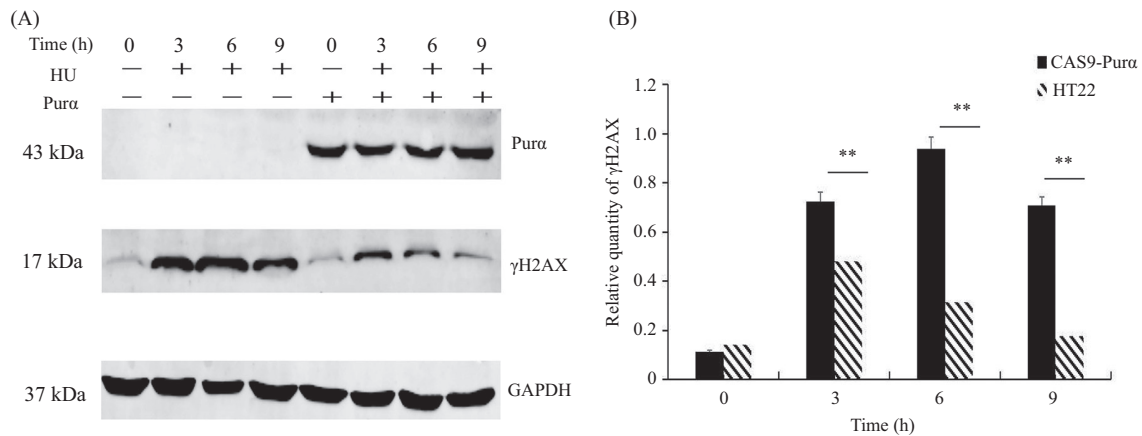 (A)
Time (h) 0 3 6 9 0 3 6 9
HU — + + + — + + +
Purα — — — — + + + +
43 kDa Purα
17 kDa γH2AX
37 kDa GAPDH
(B)
CAS9-Purα
HT22
Relative quantity of γH2AX
1.2
1.0
0.8
0.6
0.4
0.2
0
** ** **
0 3 6 9
Time (h)